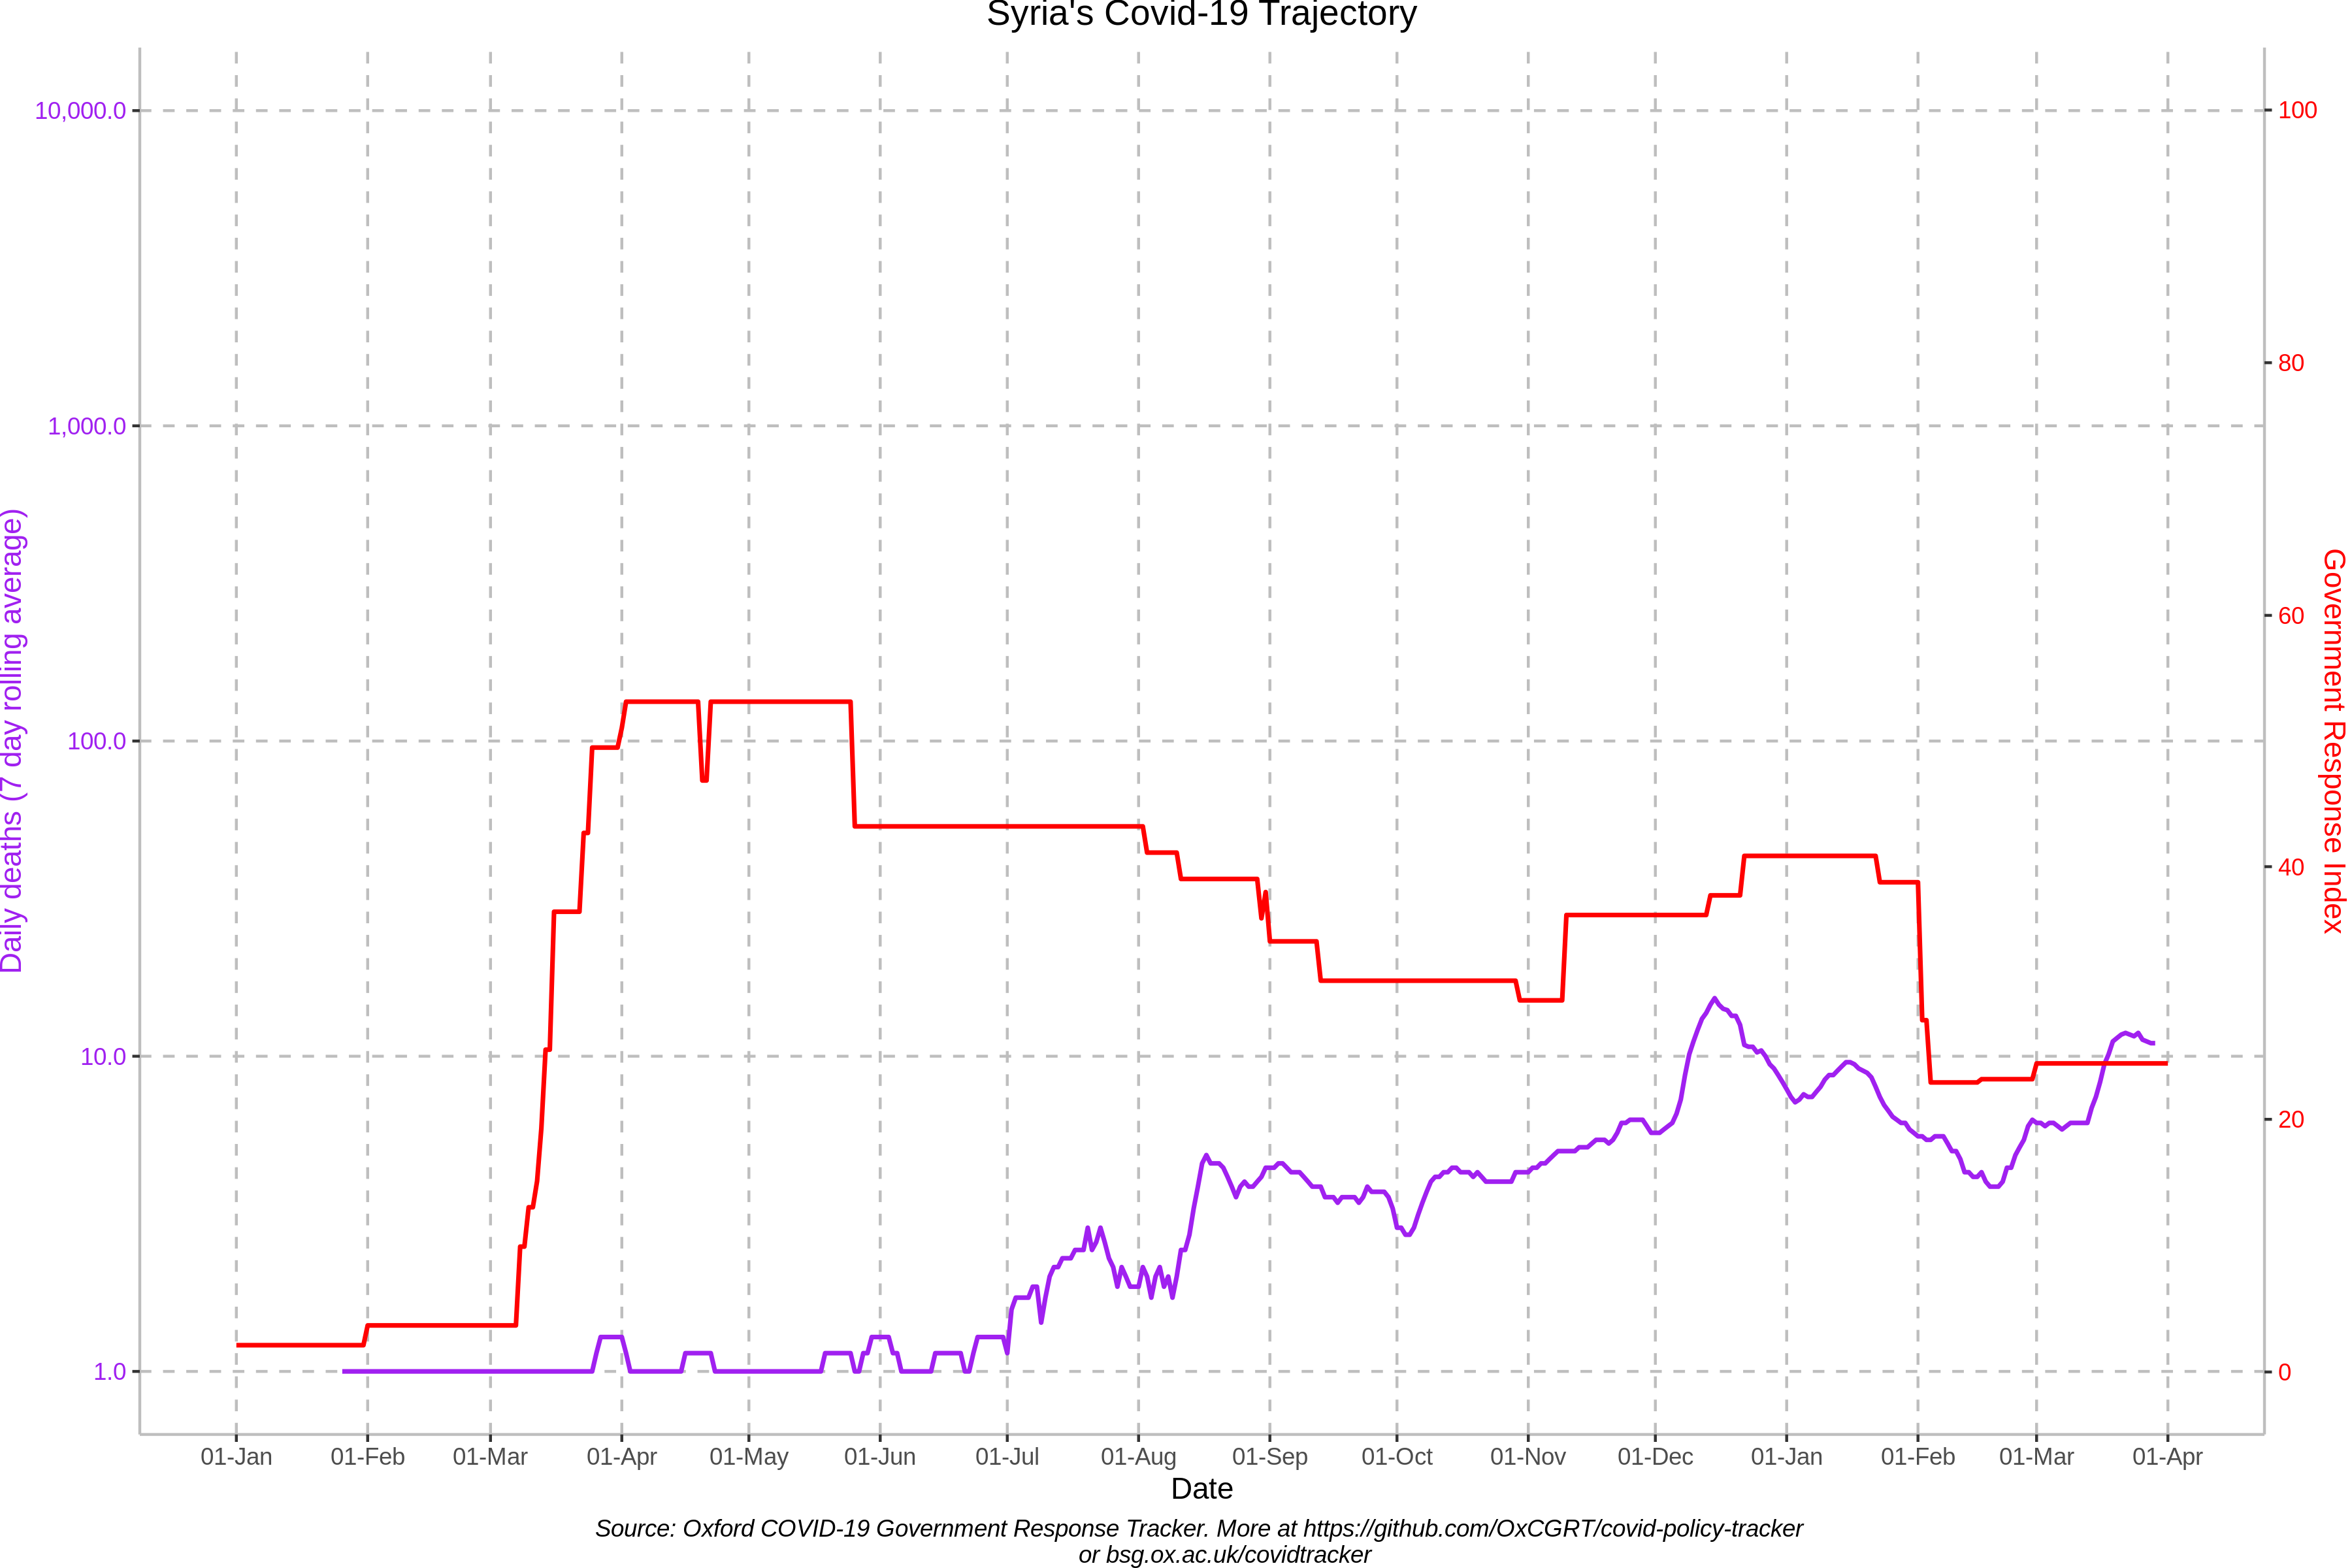 Syria's Covid-19 Trajectory
Daily deaths (7 day rolling average)
10,000.0
1,000.0
100.0
10.0
1.0
100
80
60
40
20
0
Government Response Index
01-Jan
01-Feb
01-Mar
01-Apr
01-May
01-Jun
01-Jul
01-Aug
01-Sep
01-Oct
01-Nov
01-Dec
01-Jan
01-Feb
01-Mar
01-Apr
Date
Source: Oxford COVID-19 Government Response Tracker. More at https://github.com/OxCGRT/covid-policy-tracker
or bsg.ox.ac.uk/covidtracker